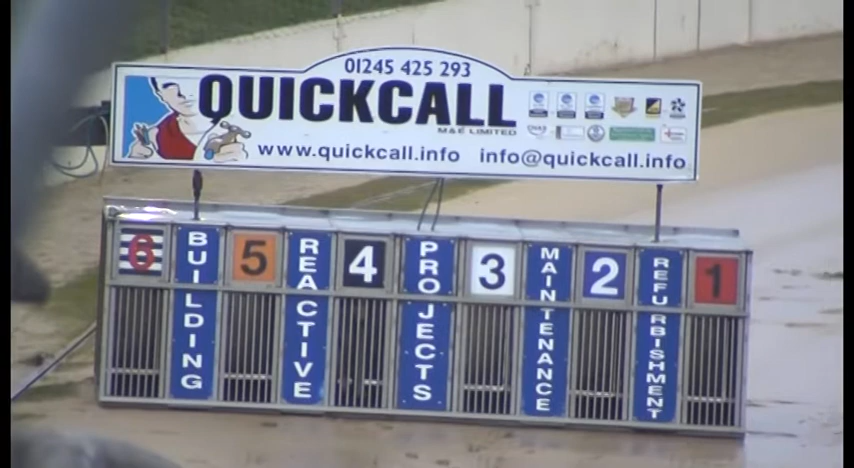 01245 425 293
QUICKCALL
M&E LIMITED
www.quickcall.info info@quickcall.info
6
BUILDING
5
REACTIVE
4
PROJECTS
3
MAINTENANCE
2
REFURBISHMENT
1